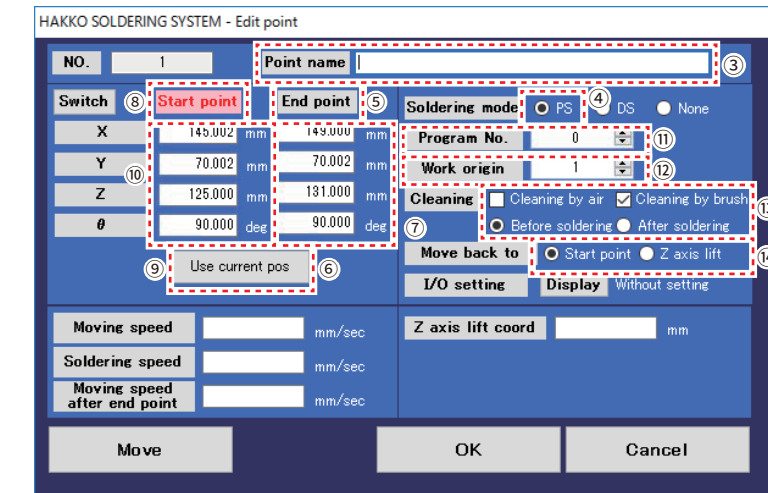 HAKKO SOLDERING SYSTEM - Edit point
NO. 1 Point name ③
Switch ⑧ Start point End point ⑤ Soldering mode PS ④ DS None
X 145.002 mm 149.000 mm Program No. 0 ⑪
Y ⑩ 70.002 mm 70.002 mm Work origin 1 ⑫
Z 125.000 mm 131.000 mm Cleaning Cleaning by air Cleaning by brush ⑬
θ 90.000 deg 90.000 deg ⑦ Before soldering After soldering
⑨ Use current pos ⑥ Move back to Start point Z axis lift ⑭
I/O setting Display Without setting
Moving speed mm/sec Z axis lift coord mm
Soldering speed mm/sec
Moving speed
after end point mm/sec
Move OK Cancel